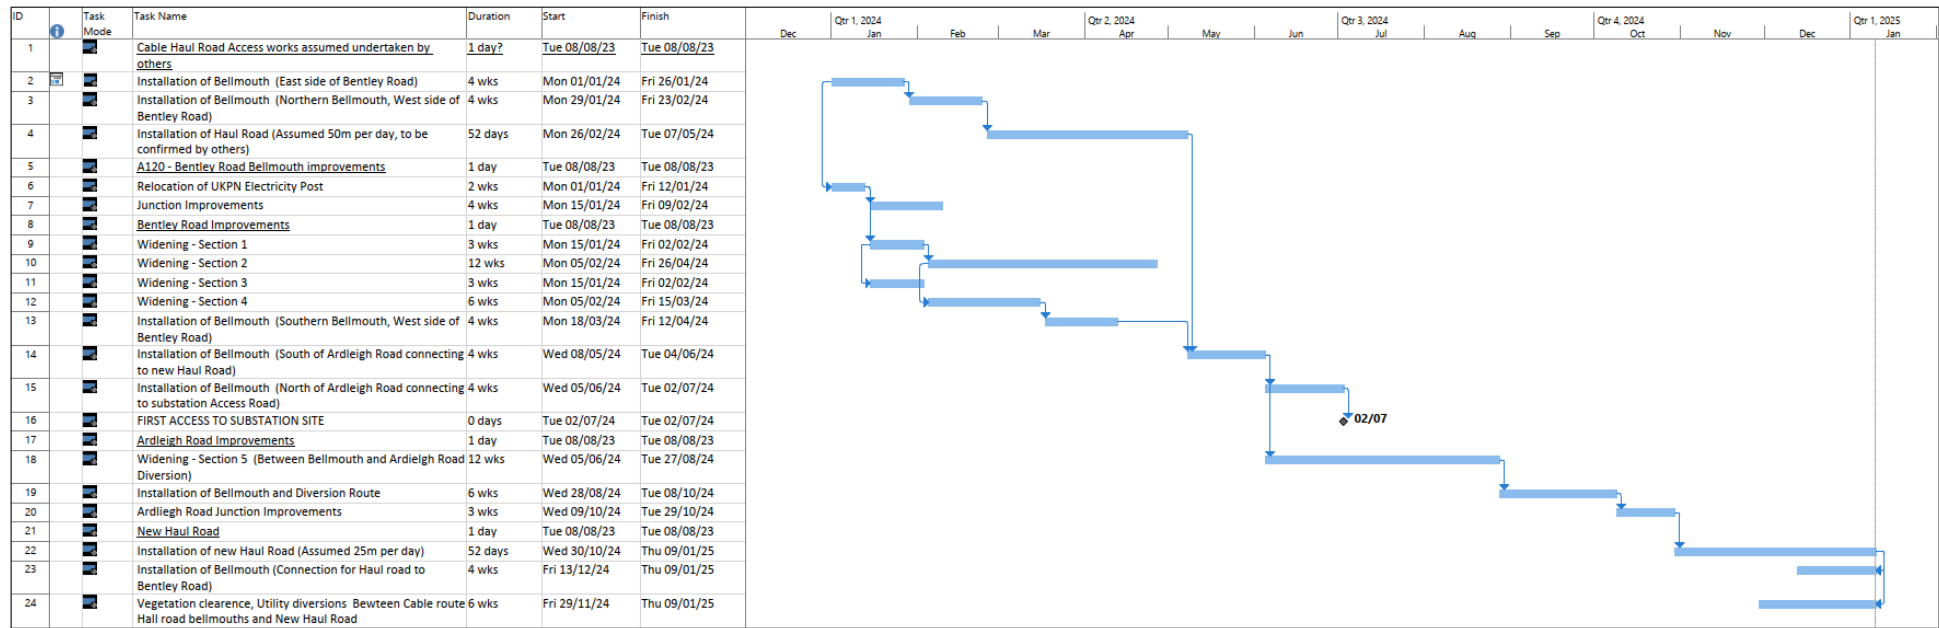 ID Task Mode Task Name Duration Start Finish
Qtr 1, 2024 Qtr 2, 2024 Qtr 3, 2024 Qtr 4, 2024 Qtr 1, 2025
Dec Jan Feb Mar Apr May Jun Jul Aug Sep Oct Nov Dec Jan
1 Cable Haul Road Access works assumed undertaken by 1 day? Tue 08/08/23 Tue 08/08/23
others
2 Installation of Bellmouth (East side of Bentley Road) 4 wks Mon 01/01/24 Fri 26/01/24
3 Installation of Bellmouth (Northern Bellmouth, West side of 4 wks Mon 29/01/24 Fri 23/02/24
Bentley Road)
4 Installation of Haul Road (Assumed 50m per day, to be 52 days Mon 26/02/24 Tue 07/05/24
confirmed by others)
5 A120 - Bentley Road Bellmouth improvements 1 day Tue 08/08/23 Tue 08/08/23
6 Relocation of UKPN Electricity Post 2 wks Mon 01/01/24 Fri 12/01/24
7 Junction Improvements 4 wks Mon 15/01/24 Fri 09/02/24
8 Bentley Road Improvements 1 day Tue 08/08/23 Tue 08/08/23
9 Widening - Section 1 3 wks Mon 15/01/24 Fri 02/02/24
10 Widening - Section 2 12 wks Mon 05/02/24 Fri 26/04/24
11 Widening - Section 3 3 wks Mon 15/01/24 Fri 02/02/24
12 Widening - Section 4 6 wks Mon 05/02/24 Fri 15/03/24
13 Installation of Bellmouth (Southern Bellmouth, West side of 4 wks Mon 18/03/24 Fri 12/04/24
Bentley Road)
14 Installation of Bellmouth (South of Ardleigh Road connecting 4 wks Wed 08/05/24 Tue 04/06/24
to new Haul Road)
15 Installation of Bellmouth (North of Ardleigh Road connecting 4 wks Wed 05/06/24 Tue 02/07/24
to substation Access Road)
16 FIRST ACCESS TO SUBSTATION SITE 0 days Tue 02/07/24 Tue 02/07/24 02/07
17 Ardleigh Road Improvements 1 day Tue 08/08/23 Tue 08/08/23
18 Widening - Section 5 (Between Bellmouth and Ardielgh Road 12 wks Wed 05/06/24 Tue 27/08/24
Diversion)
19 Installation of Bellmouth and Diversion Route 6 wks Wed 28/08/24 Tue 08/10/24
20 Ardliegh Road Junction Improvements 3 wks Wed 09/10/24 Tue 29/10/24
21 New Haul Road 1 day Tue 08/08/23 Tue 08/08/23
22 Installation of new Haul Road (Assumed 25m per day) 52 days Wed 30/10/24 Thu 09/01/25
23 Installation of Bellmouth (Connection for Haul road to 4 wks Fri 13/12/24 Thu 09/01/25
Bentley Road)
24 Vegetation clearence, Utility diversions Bewteen Cable route 6 wks Fri 29/11/24 Thu 09/01/25
Hall road bellmouths and New Haul Road